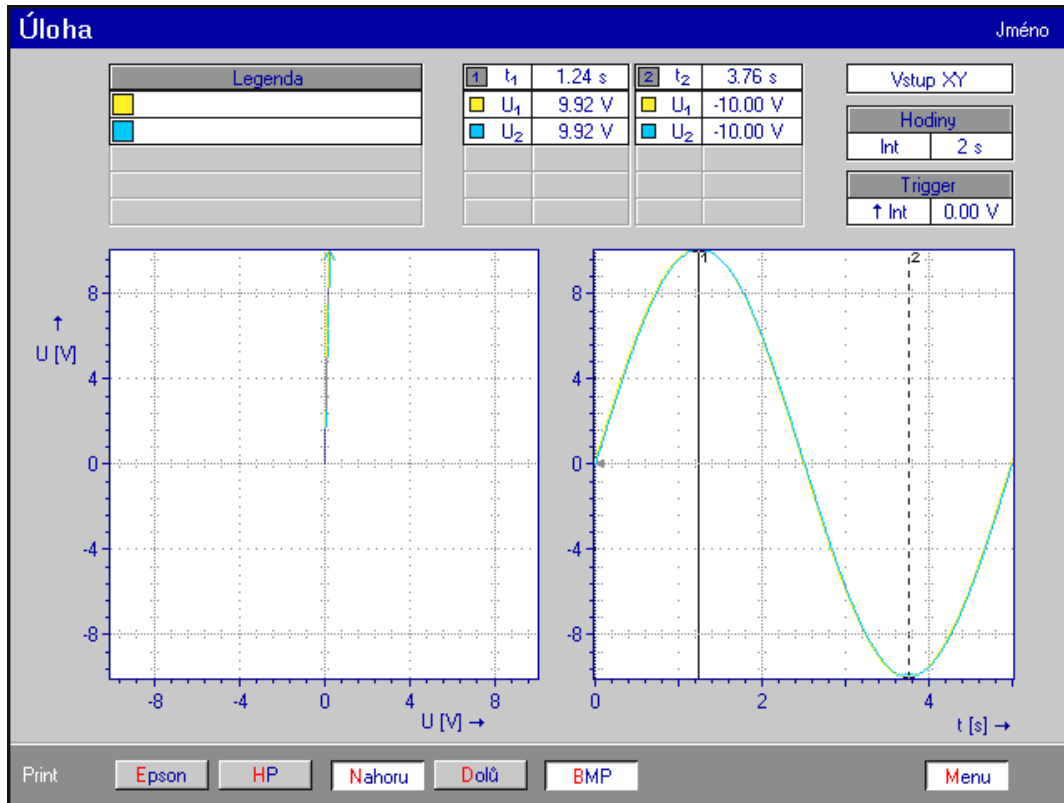 Úloha Jméno
Legenda
1 t1 1.24 s 2 t2 3.76 s
U1 9.92 V U1 -10.00 V
U2 9.92 V U2 -10.00 V
Vstup XY
Hodiny
Int 2 s
Trigger
↑ Int 0.00 V
↑
U [V]
8
4
0
-4
-8
-8 -4 0 4 8
U [V] →
1 2
8
4
0
-4
-8
0 2 4
t [s] →
Print Epson HP Nahoru Dolů BMP Menu